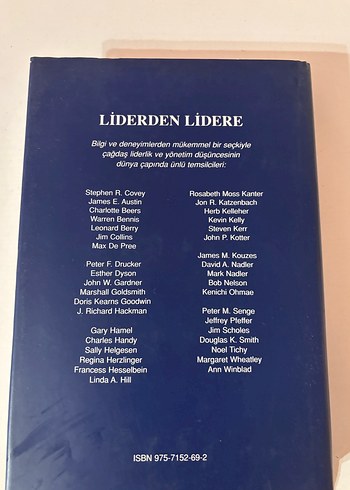 LİDERDEN LİDERE
Bilgi ve deneyimlerden mükemmel bir seçkiyle
çağdaş liderlik ve yönetim düşüncesinin
dünya çapında ünlü temsilcileri:
Stephen R. Covey
James E. Austin
Charlotte Beers
Warren Bennis
Leonard Berry
Jim Collins
Max De Pree
Peter F. Drucker
Esther Dyson
John W. Gardner
Marshall Goldsmith
Doris Kearns Goodwin
J. Richard Hackman
Gary Hamel
Charles Handy
Sally Helgesen
Regina Herzlinger
Francess Hesselbein
Linda A. Hill
Rosabeth Moss Kanter
Jon R. Katzenbach
Herb Kelleher
Kevin Kelly
Steven Kerr
John P. Kotter
James M. Kouzes
David A. Nadler
Mark Nadler
Bob Nelson
Kenichi Ohmae
Peter M. Senge
Jeffrey Pfeffer
Jim Scholes
Douglas K. Smith
Noel Tichy
Margaret Wheatley
Ann Winblad
ISBN 975-7152-69-2